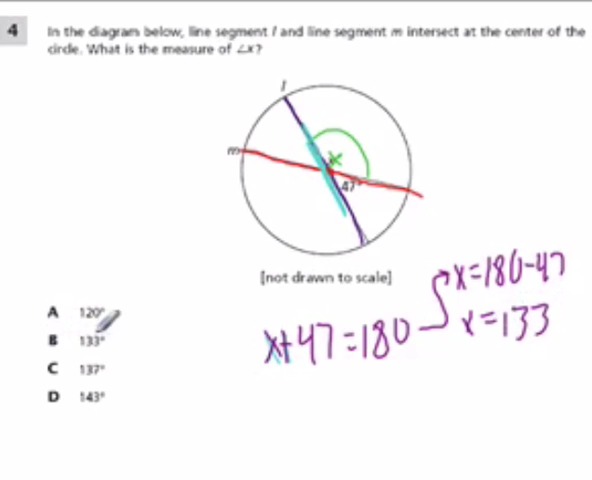 4 In the diagram below, line segment l and line segment m intersect at the center of the
circle. What is the measure of ∠x?
l
m
x
47°
[not drawn to scale]
x=180-47
x+47=180
x=133
A 120°
B 133°
C 137°
D 143°